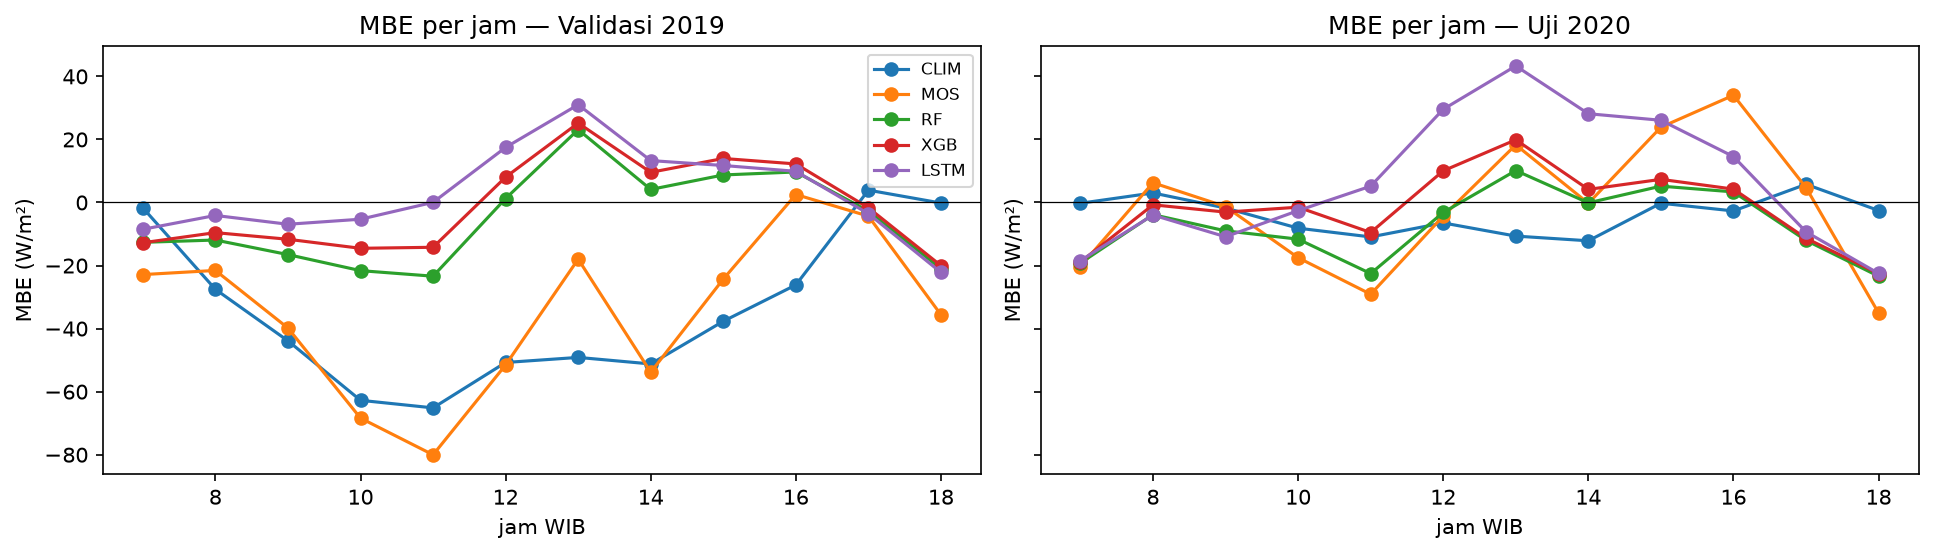 MBE per jam — Validasi 2019
MBE (W/m²)
40
20
0
−20
−40
−60
−80
CLIM
MOS
RF
XGB
LSTM
8
10
12
14
16
18
jam WIB
MBE per jam — Uji 2020
MBE (W/m²)
8
10
12
14
16
18
jam WIB